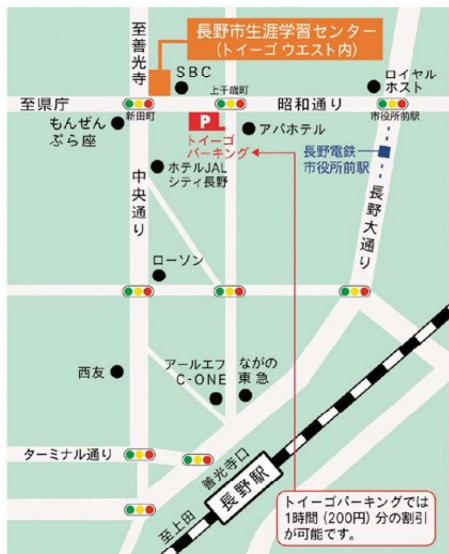 至善光寺
長野市生涯学習センター
(トイーゴ ウエスト内)
SBC
上千歳町
ロイヤル
ホスト
至県庁
新田町
昭和通り
市役所前
もんぜん
ぷら座
P
トイーゴ
パーキング
アパホテル
長野電鉄
市役所前駅
ホテルJAL
シティ長野
中央通り
長野大通り
ローソン
西友
アールエフ
C-ONE
ながの
東急
ターミナル通り
善光寺口
長野駅
至上田
トイーゴパーキングでは
1時間(200円)分の割引
が可能です。